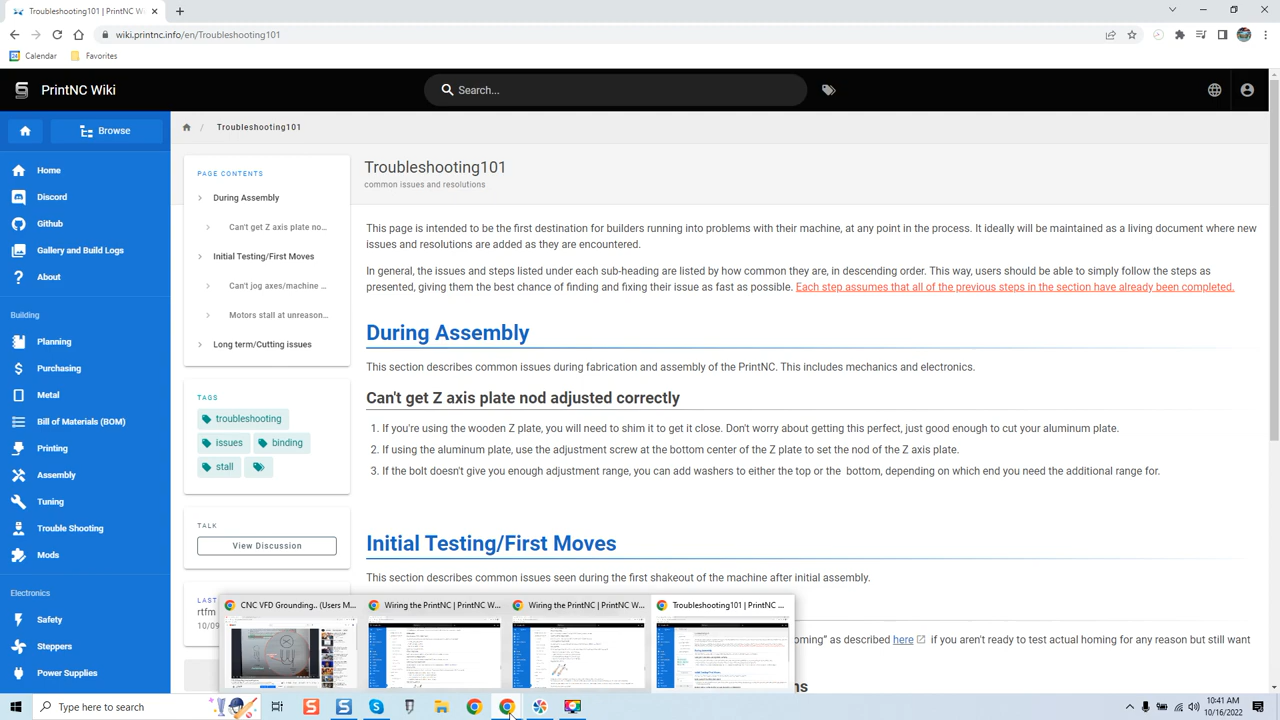 Troubleshooting101 | PrintNC Wi
wiki.printnc.info/en/Troubleshooting101
Calendar
Favorites
PrintNC Wiki
Search...
Browse
Troubleshooting101
Home
Discord
Github
Gallery and Build Logs
About
Building
Planning
Purchasing
Metal
Bill of Materials (BOM)
Printing
Assembly
Tuning
Trouble Shooting
Mods
Electronics
Safety
Steppers
Power Supplies
PAGE CONTENTS
During Assembly
Can't get Z axis plate no...
Initial Testing/First Moves
Can't jog axes/machine ...
Motors stall at unreason...
Long term/Cutting issues
TAGS
troubleshooting
issues
binding
stall
TALK
View Discussion
LAST
rtfm
10/09
Troubleshooting101
common issues and resolutions
This page is intended to be the first destination for builders running into problems with their machine, at any point in the process. It ideally will be maintained as a living document where new
issues and resolutions are added as they are encountered.
In general, the issues and steps listed under each sub-heading are listed by how common they are, in descending order. This way, users should be able to simply follow the steps as
presented, giving them the best chance of finding and fixing their issue as fast as possible. Each step assumes that all of the previous steps in the section have already been completed.
During Assembly
This section describes common issues during fabrication and assembly of the PrintNC. This includes mechanics and electronics.
Can't get Z axis plate nod adjusted correctly
1. If you're using the wooden Z plate, you will need to shim it to get it close. Don't worry about getting this perfect, just good enough to cut your aluminum plate.
2. If using the aluminum plate, use the adjustment screw at the bottom center of the Z plate to set the nod of the Z axis plate.
3. If the bolt doesn't give you enough adjustment range, you can add washers to either the top or the bottom, depending on which end you need the additional range for.
Initial Testing/First Moves
This section describes common issues seen during the first shakeout of the machine after initial assembly.
CNC VFD Grounding.. (Users M...
Wiring the PrintNC | PrintNC W...
Wiring the PrintNC | PrintNC W...
Troubleshooting101 | PrintNC ...
oming" as described here if you aren't ready to test actual homing for any reason but still want
ns
Type here to search
10:41 AM
10/16/2022